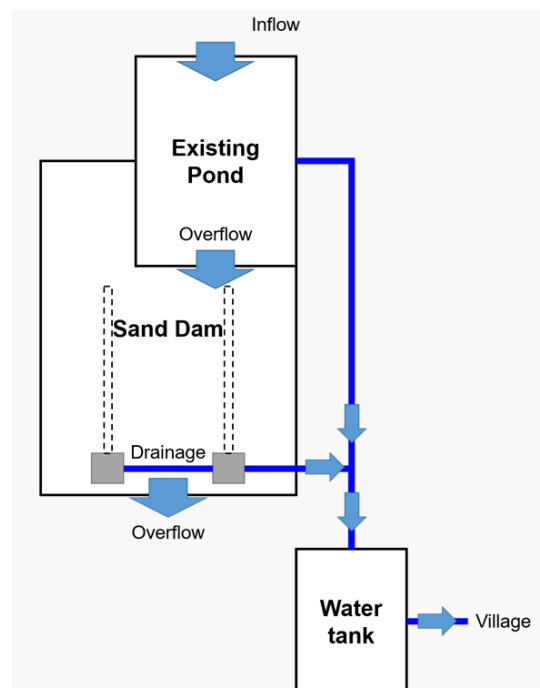 Inflow
Existing
Pond
Overflow
Sand Dam
Drainage
Overflow
Water
tank
Village